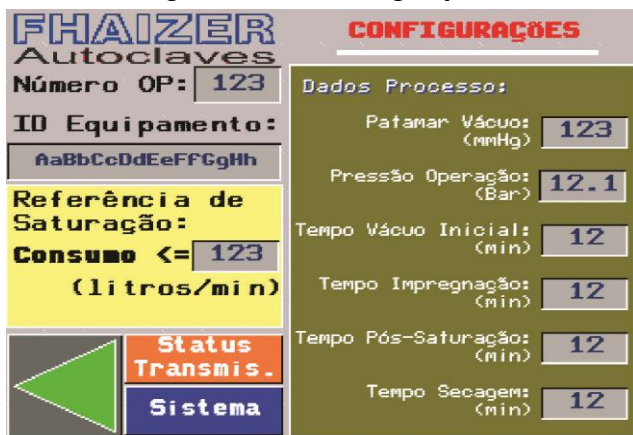 FHAIZER
Autoclaves
Número OP: 123
ID Equipamento:
AaBbCcDdEeFfGgHh
Referência de
Saturação:
Consumo <= 123
(litros/min)
Status
Transmis.
Sistema
CONFIGURAÇÕES
Dados Processo:
Patamar Vácuo: 123
(mmHg)
Pressão Operação: 12.1
(Bar)
Tempo Vácuo Inicial: 12
(min)
Tempo Impregnação: 12
(min)
Tempo Pós-Saturação: 12
(min)
Tempo Secagem: 12
(min)